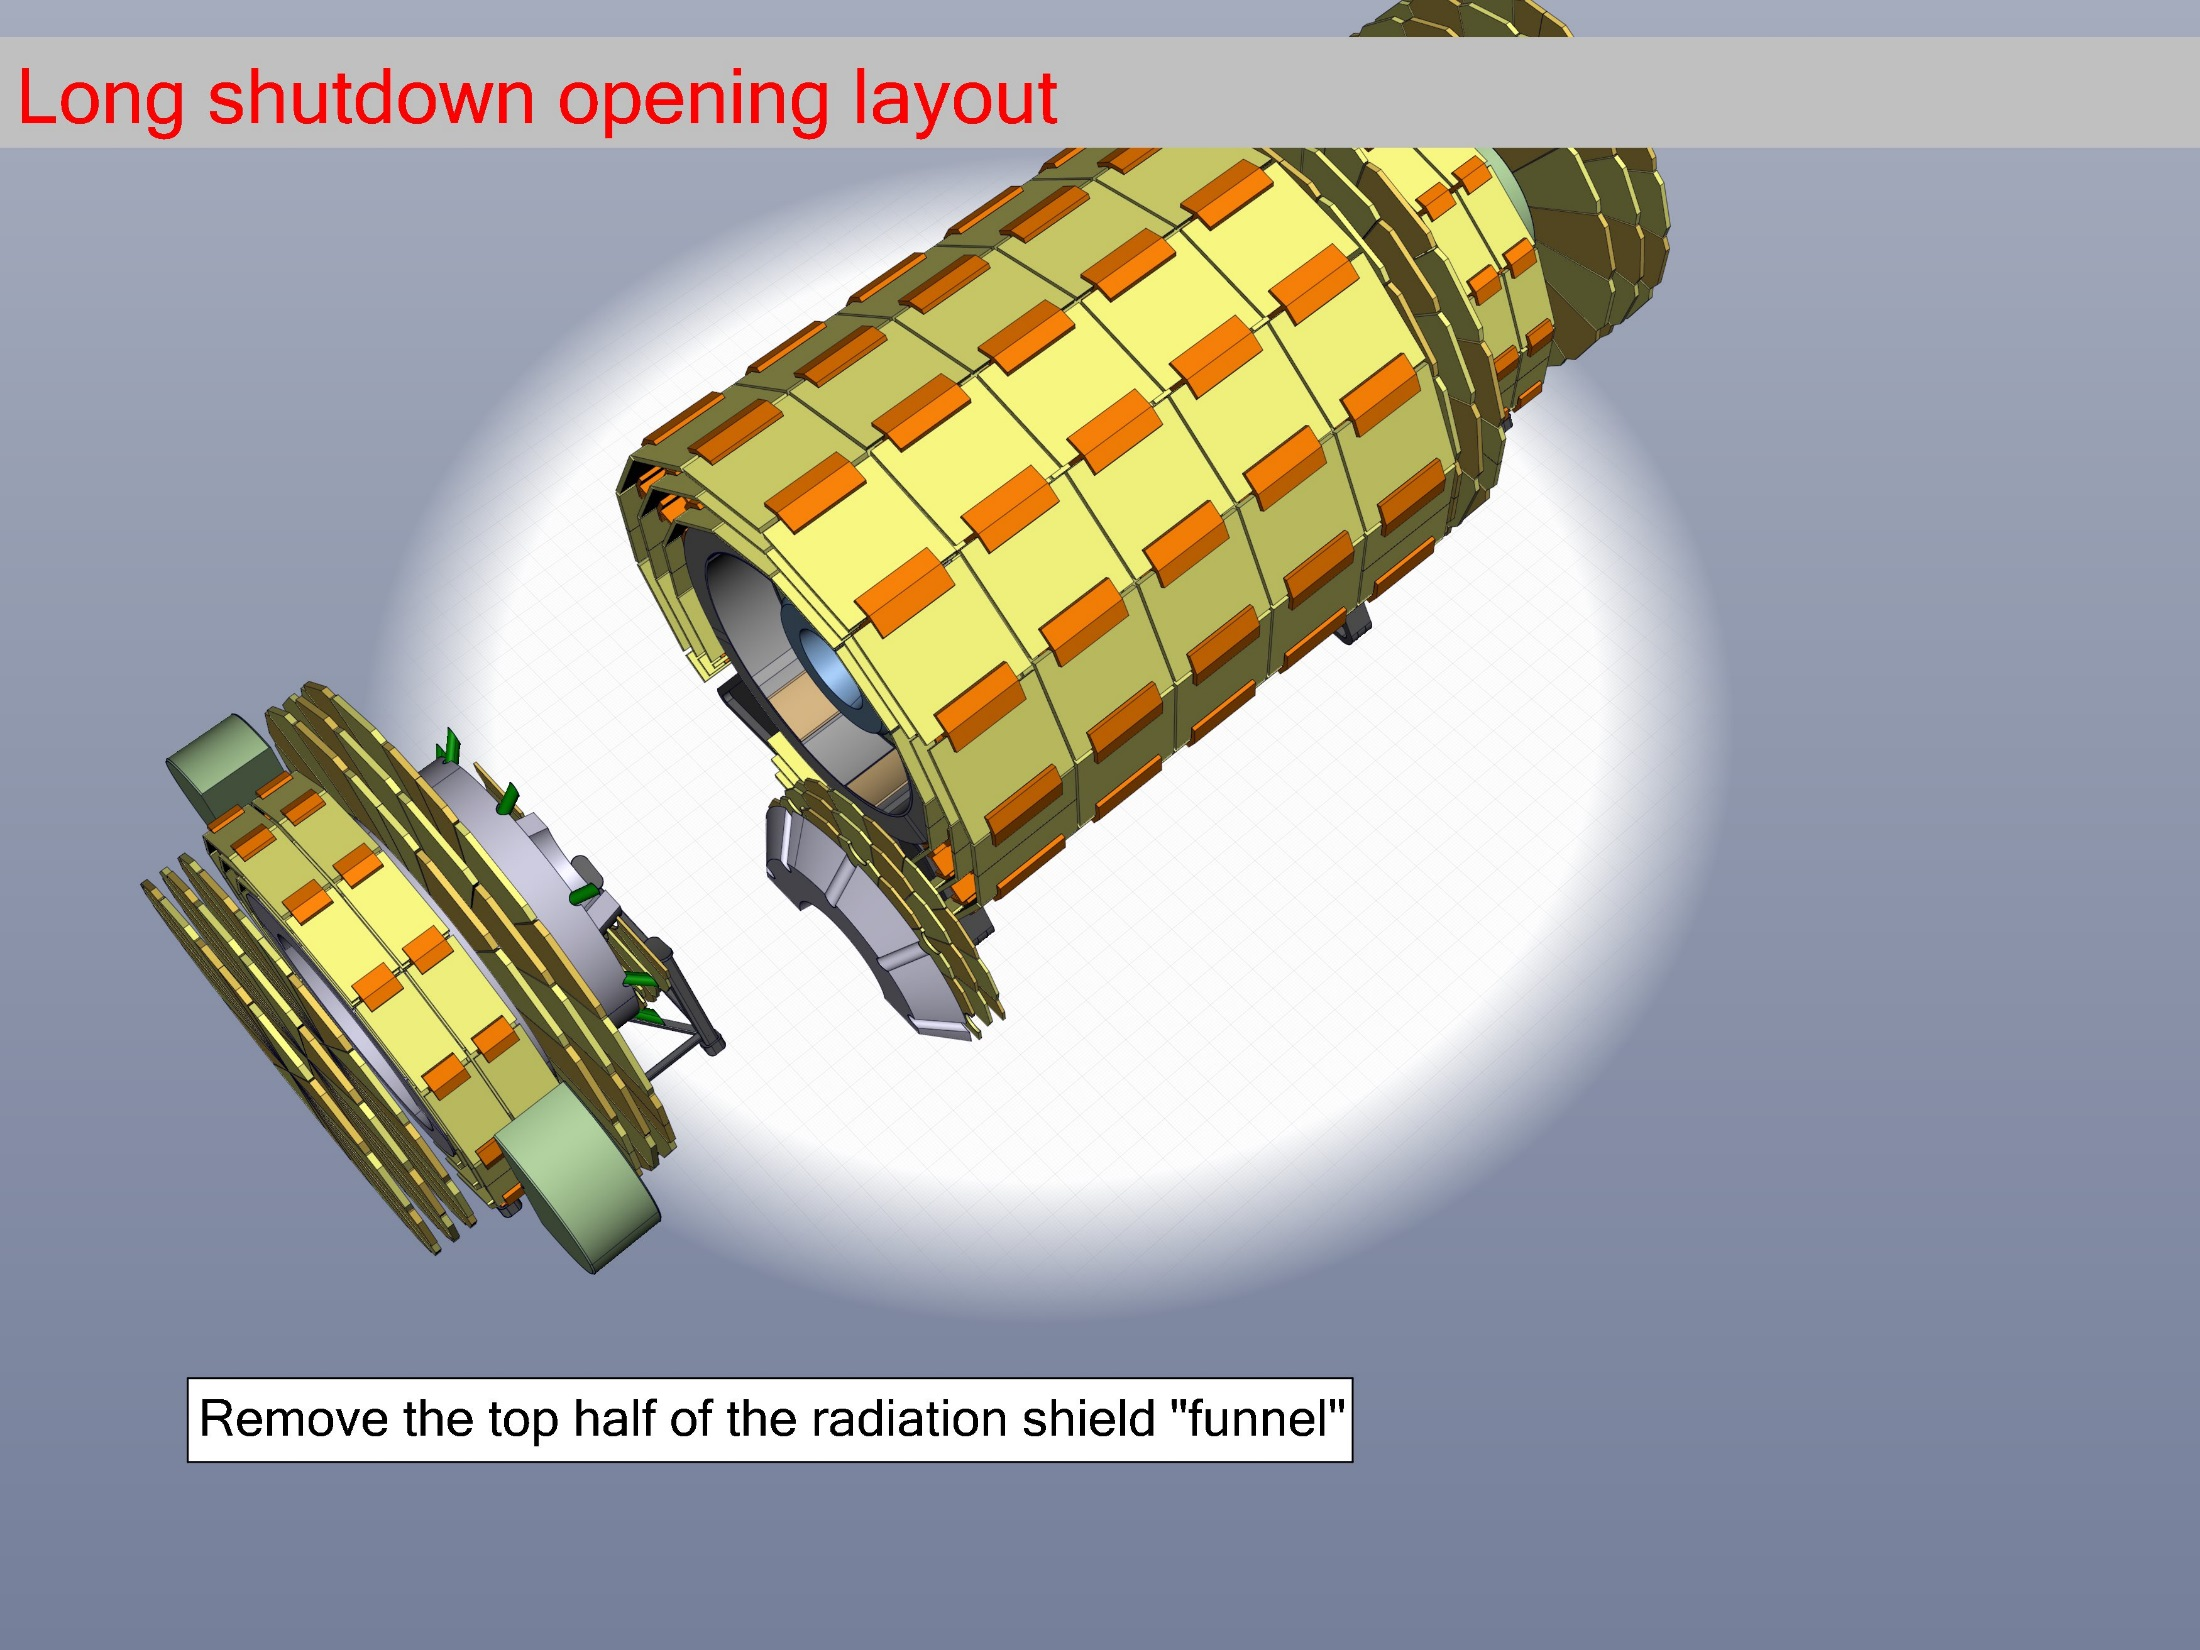 Long shutdown opening layout
Remove the top half of the radiation shield "funnel"